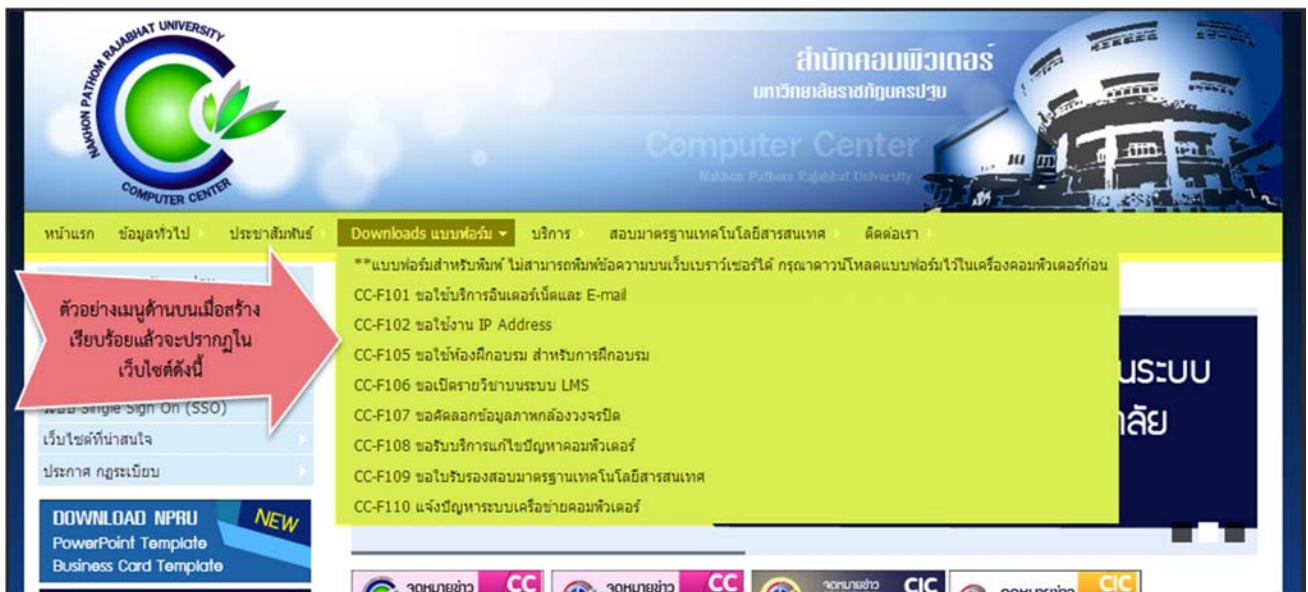 NAKHON PATHOM RAJABHAT UNIVERSITY
COMPUTER CENTER
สำนักคอมพิวเตอร์
มหาวิทยาลัยราชภัฏนครปฐม
Computer Center
Nakhon Pathom Rajabhat University
หน้าแรก ข้อมูลทั่วไป ประชาสัมพันธ์ Downloads แบบฟอร์ม บริการ สอบมาตรฐานเทคโนโลยีสารสนเทศ ติดต่อเรา
**แบบฟอร์มสำหรับพิมพ์ ไม่สามารถพิมพ์ข้อความบนเว็บเบราว์เซอร์ได้ กรุณาดาวน์โหลดแบบฟอร์มไว้ในเครื่องคอมพิวเตอร์ก่อน
CC-F101 ขอใช้บริการอินเตอร์เน็ตและ E-mail
CC-F102 ขอใช้งาน IP Address
CC-F105 ขอใช้ห้องฝึกอบรม สำหรับการฝึกอบรม
CC-F106 ขอเปิดรายวิชาบนระบบ LMS
CC-F107 ขอคัดลอกข้อมูลภาพกล้องวงจรปิด
CC-F108 ขอรับบริการแก้ไขปัญหาคอมพิวเตอร์
CC-F109 ขอใบรับรองสอบมาตรฐานเทคโนโลยีสารสนเทศ
CC-F110 แจ้งปัญหาระบบเครือข่ายคอมพิวเตอร์
ตัวอย่างเมนูด้านบนเมื่อสร้าง
เรียบร้อยแล้วจะปรากฏใน
เว็บไซต์ดังนี้
ระบบ Single Sign On (SSO)
เว็บไซต์ที่น่าสนใจ
ประกาศ กฎระเบียบ
นระบบ
าลัย
DOWNLOAD NPRU NEW
PowerPoint Template
Business Card Template
จดหมายข่าว CC จดหมายข่าว CC จดหมายข่าว CIC จดหมายข่าว CIC